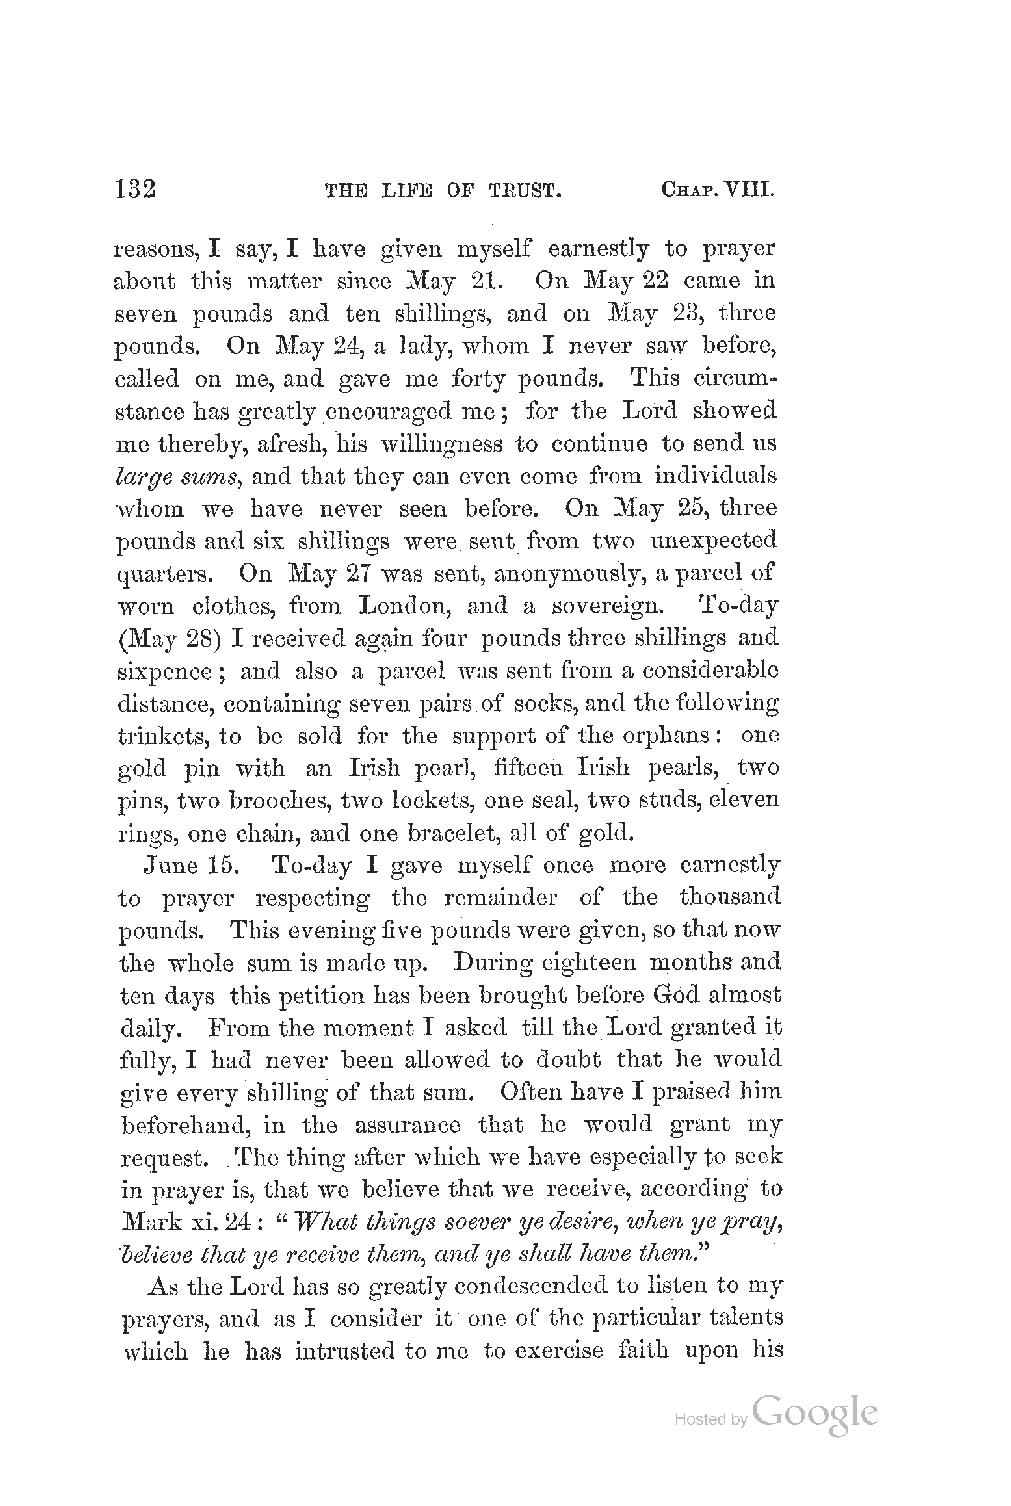 132 THE LIFE OF TRUST. CHAP. VIII.
reasons, I say, I have given myself earnestly to prayer
about this matter since May 21. On May 22 came in
seven pounds and ten shillings, and on May 23, three
pounds. On May 24, a lady, whom I never saw before,
called on me, and gave me forty pounds. This circum-
stance has greatly encouraged me; for the Lord showed
me thereby, afresh, his willingness to continue to send us
large sums, and that they can even come from individuals
whom we have never seen before. On May 25, three
pounds and six shillings were sent from two unexpected
quarters. On May 27 was sent, anonymously, a parcel of
worn clothes, from London, and a sovereign. To-day
(May 28) I received again four pounds three shillings and
sixpence; and also a parcel was sent from a considerable
distance, containing seven pairs of socks, and the following
trinkets, to be sold for the support of the orphans: one
gold pin with an Irish pearl, fifteen Irish pearls, two
pins, two brooches, two lockets, one seal, two studs, eleven
rings, one chain, and one bracelet, all of gold.
June 15. To-day I gave myself once more earnestly
to prayer respecting the remainder of the thousand
pounds. This evening five pounds were given, so that now
the whole sum is made up. During eighteen months and
ten days this petition has been brought before God almost
daily. From the moment I asked till the Lord granted it
fully, I had never been allowed to doubt that he would
give every shilling of that sum. Often have I praised him
beforehand, in the assurance that he would grant my
request. The thing after which we have especially to seek
in prayer is, that we believe that we receive, according to
Mark xi. 24: "What things soever ye desire, when ye pray,
believe that ye receive them, and ye shall have them."
As the Lord has so greatly condescended to listen to my
prayers, and as I consider it one of the particular talents
which he has intrusted to me to exercise faith upon his
Hosted by Google